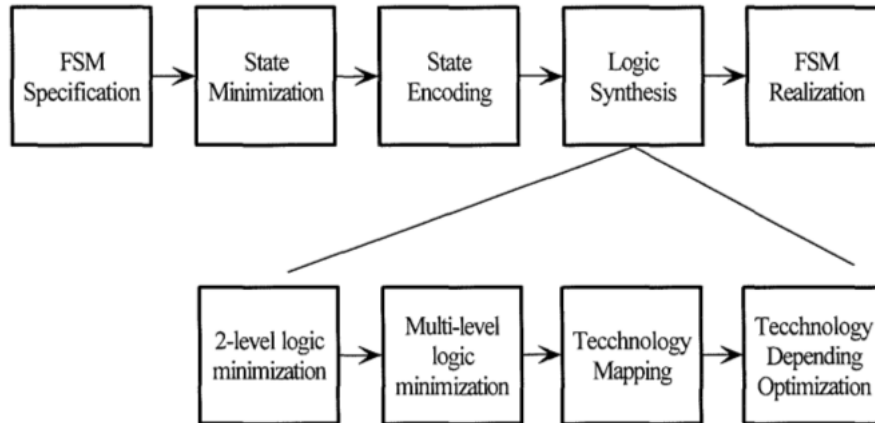 FSM
Specification
State
Minimization
State
Encoding
Logic
Synthesis
FSM
Realization
2-level logic
minimization
Multi-level
logic
minimization
Tecchnology
Mapping
Tecchnology
Depending
Optimization